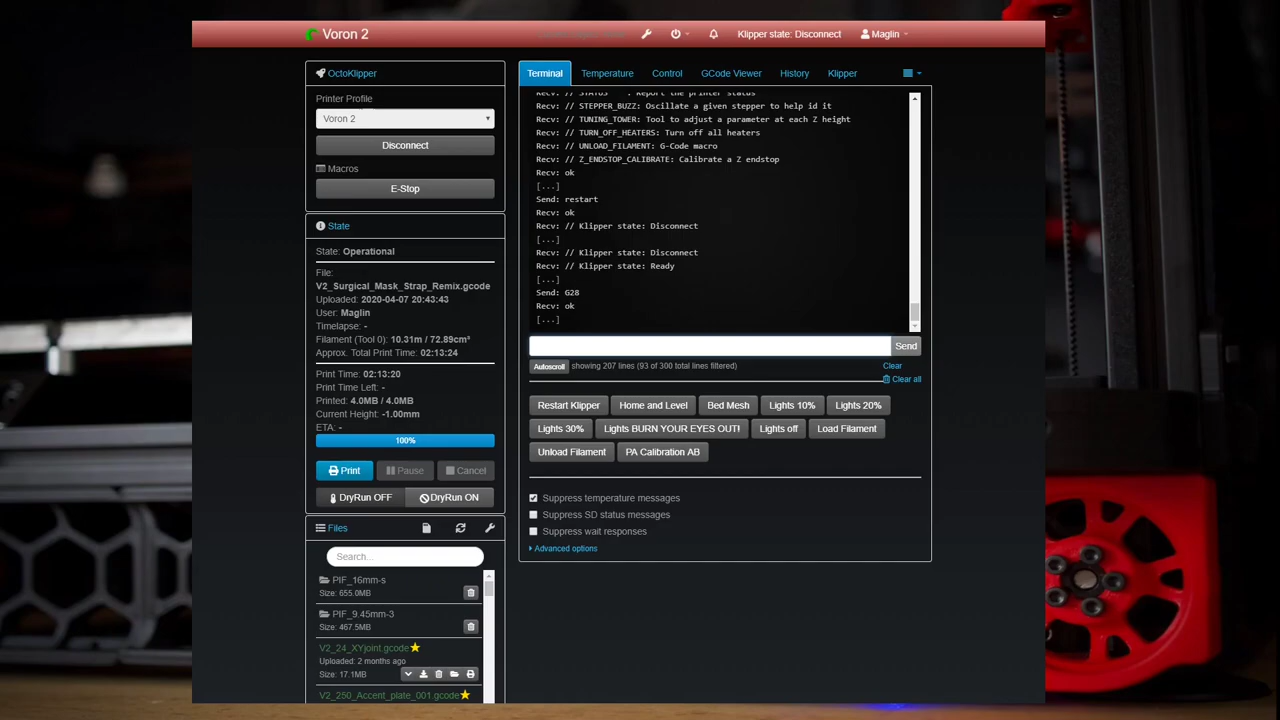 Voron 2
Klipper state: Disconnect
Maglin
OctoKlipper
Printer Profile
Voron 2
Disconnect
Macros
E-Stop
State
State: Operational
File:
V2_Surgical_Mask_Strap_Remix.gcode
Uploaded: 2020-04-07 20:43:43
User: Maglin
Timelapse: -
Filament (Tool 0): 10.31m / 72.89cm³
Approx. Total Print Time: 02:13:24
Print Time: 02:13:20
Print Time Left: -
Printed: 4.0MB / 4.0MB
Current Height: -1.00mm
ETA: -
100%
Print Pause Cancel
DryRun OFF DryRun ON
Files
Search...
PIF_16mm-s
Size: 655.0MB
PIF_9.45mm-3
Size: 467.5MB
V2_24_XYjoint.gcode
Uploaded: 2 months ago
Size: 17.1MB
V2_250_Accent_plate_001.gcode
Terminal Temperature Control GCode Viewer History Klipper
Recv: // STATUS : Report the printer status
Recv: // STEPPER_BUZZ: Oscillate a given stepper to help id it
Recv: // TUNING_TOWER: Tool to adjust a parameter at each Z height
Recv: // TURN_OFF_HEATERS: Turn off all heaters
Recv: // UNLOAD_FILAMENT: G-Code macro
Recv: // Z_ENDSTOP_CALIBRATE: Calibrate a Z endstop
Recv: ok
[...]
Send: restart
Recv: ok
Recv: // Klipper state: Disconnect
[...]
Recv: // Klipper state: Disconnect
Recv: // Klipper state: Ready
[...]
Send: G28
Recv: ok
[...]
Send
Autoscroll showing 207 lines (93 of 300 total lines filtered) Clear
Clear all
Restart Klipper Home and Level Bed Mesh Lights 10% Lights 20%
Lights 30% Lights BURN YOUR EYES OUT! Lights off Load Filament
Unload Filament PA Calibration AB
Suppress temperature messages
Suppress SD status messages
Suppress wait responses
Advanced options